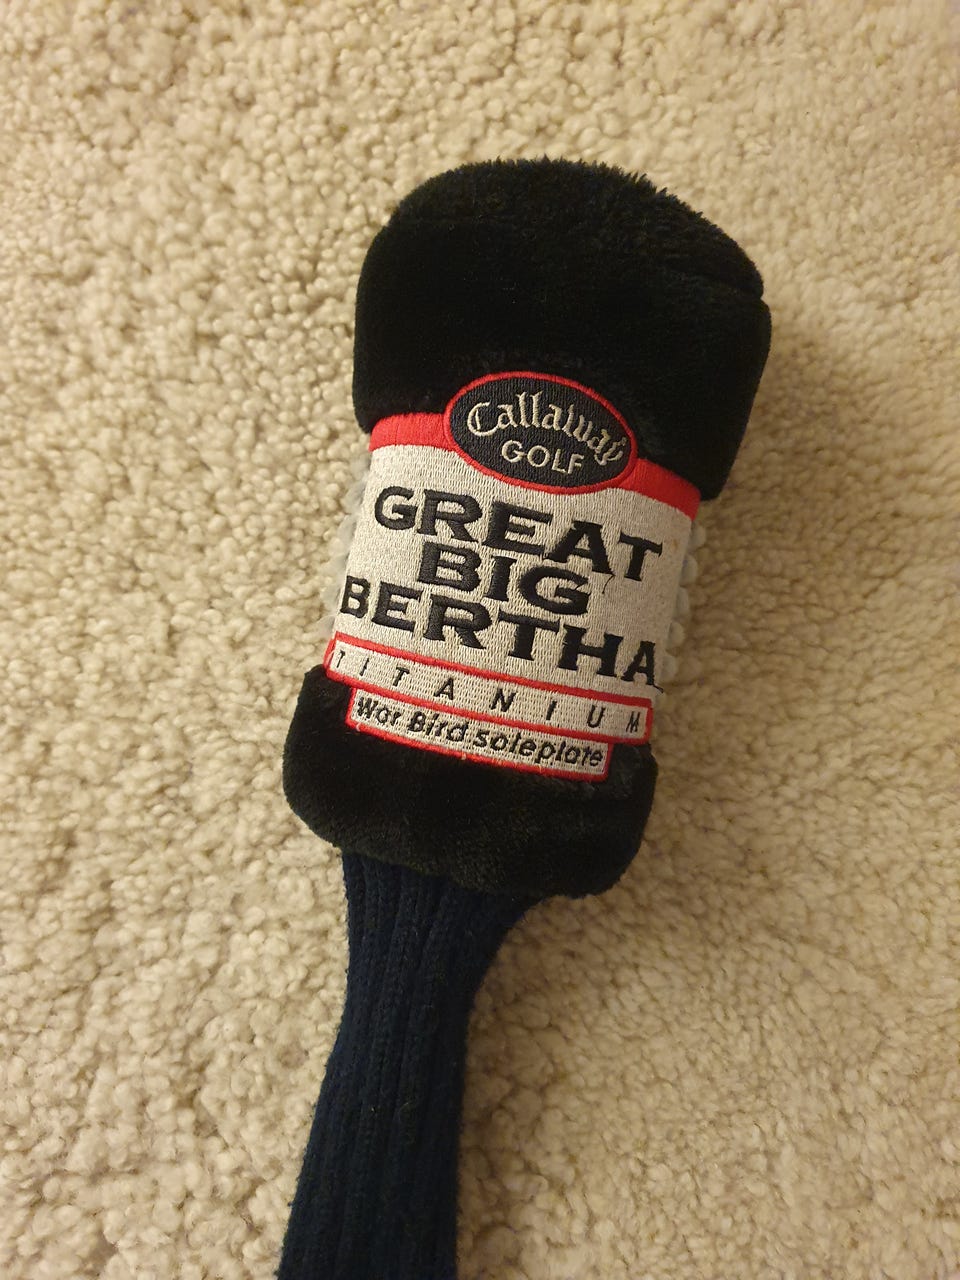 Callaway
GOLF
GREAT
BIG
BERTHA
TITANIUM
War Bird soleplate